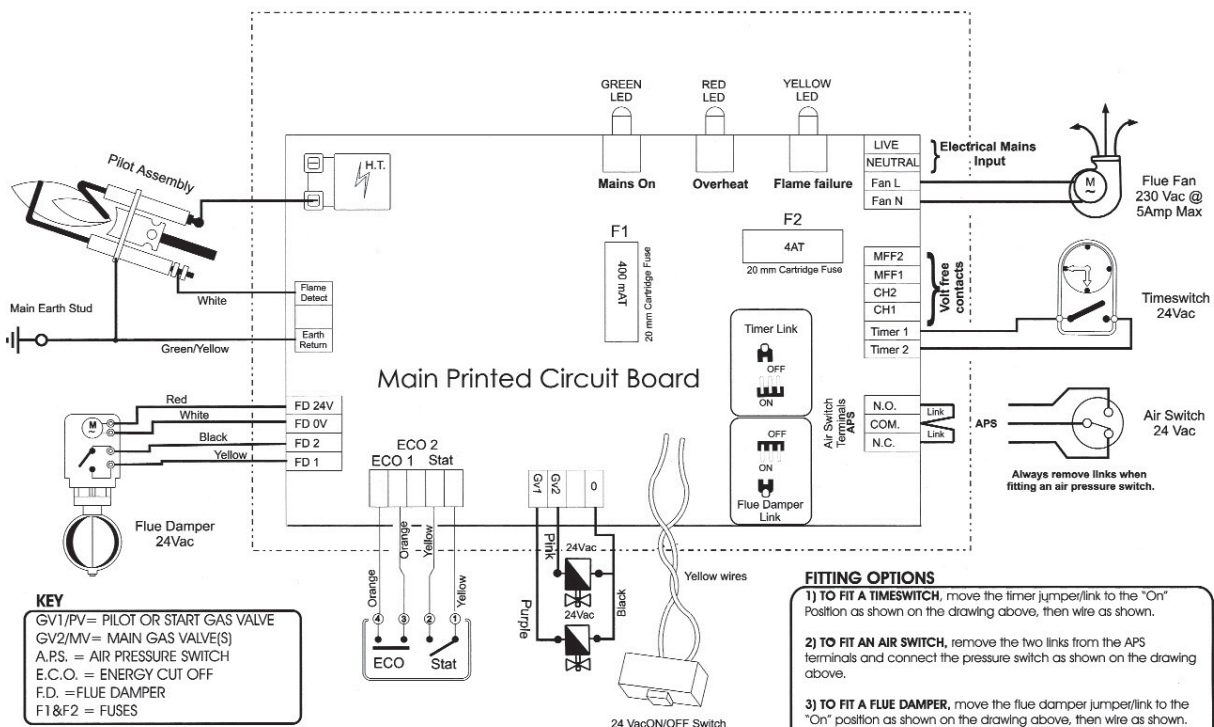 GREEN
LED
RED
LED
YELLOW
LED
Mains On
Overheat
Flame failure
H.T.
Pilot Assembly
LIVE
NEUTRAL
Fan L
Fan N
Electrical Mains
Input
M
~
Flue Fan
230 Vac @
5Amp Max
F1
400 mAT
20 mm Cartridge Fuse
F2
4AT
20 mm Cartridge Fuse
MFF2
MFF1
CH2
CH1
Timer 1
Timer 2
Volt free
contacts
Timeswitch
24Vac
White
Flame
Detect
Earth
Return
Main Earth Stud
Green/Yellow
Timer Link
OFF
ON
Main Printed Circuit Board
Red
White
Black
Yellow
M
~
FD 24V
FD 0V
FD 2
FD 1
Flue Damper
24Vac
ECO 2
ECO 1
Stat
Orange
Orange
Yellow
Yellow
4
3
2
1
ECO
Stat
Gv1
Gv2
0
Pink
Purple
Black
24Vac
24Vac
OFF
ON
Flue Damper
Link
Air Switch
Terminals
APS
N.O.
COM.
N.C.
Link
Link
APS
Air Switch
24 Vac
Always remove links when
fitting an air pressure switch.
Yellow wires
24 VacON/OFF Switch
KEY
GV1/PV= PILOT OR START GAS VALVE
GV2/MV= MAIN GAS VALVE(S)
A.P.S. = AIR PRESSURE SWITCH
E.C.O. = ENERGY CUT OFF
F.D. =FLUE DAMPER
F1&F2 = FUSES
FITTING OPTIONS
1) TO FIT A TIMESWITCH, move the timer jumper/link to the "On"
Position as shown on the drawing above, then wire as shown.
2) TO FIT AN AIR SWITCH, remove the two links from the APS
terminals and connect the pressure switch as shown on the drawing
above.
3) TO FIT A FLUE DAMPER, move the flue damper jumper/link to the
"On" position as shown on the drawing above, then wire as shown.